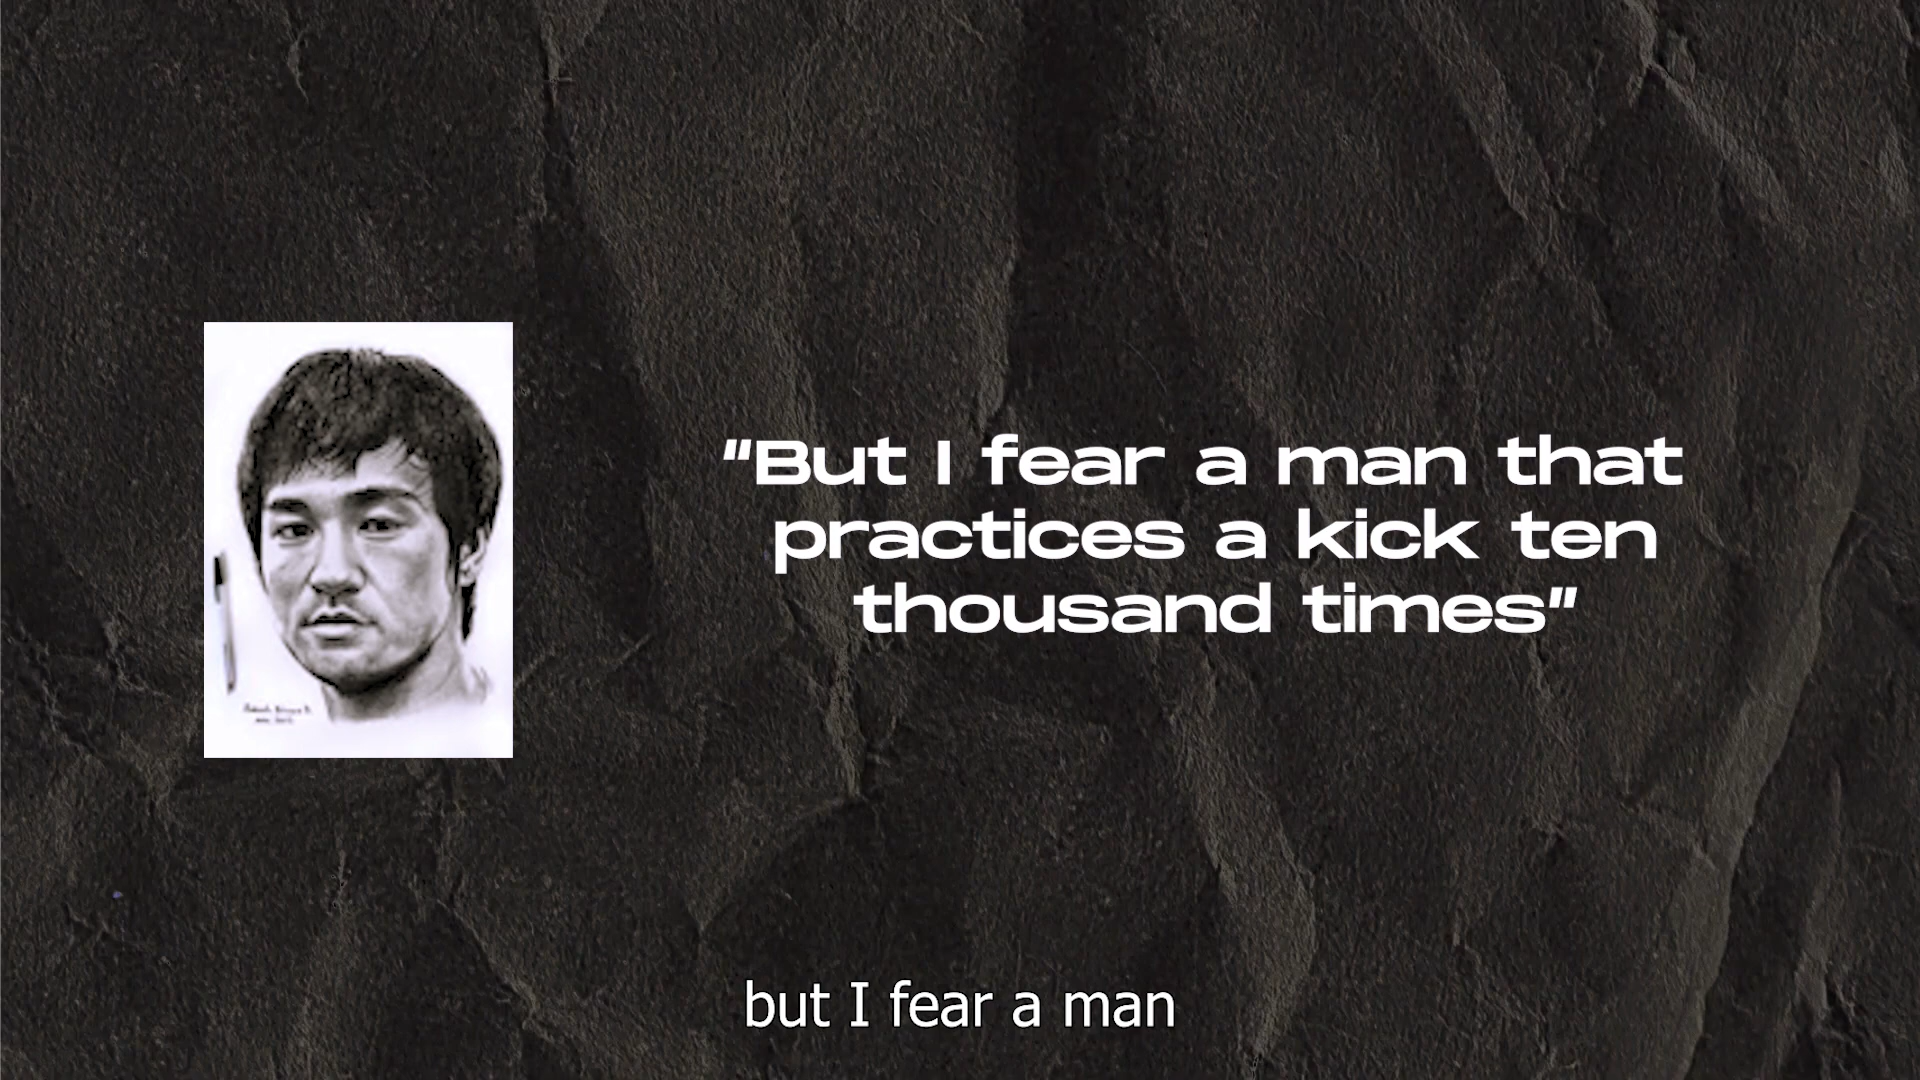 “But I fear a man that
practices a kick ten
thousand times”
but I fear a man